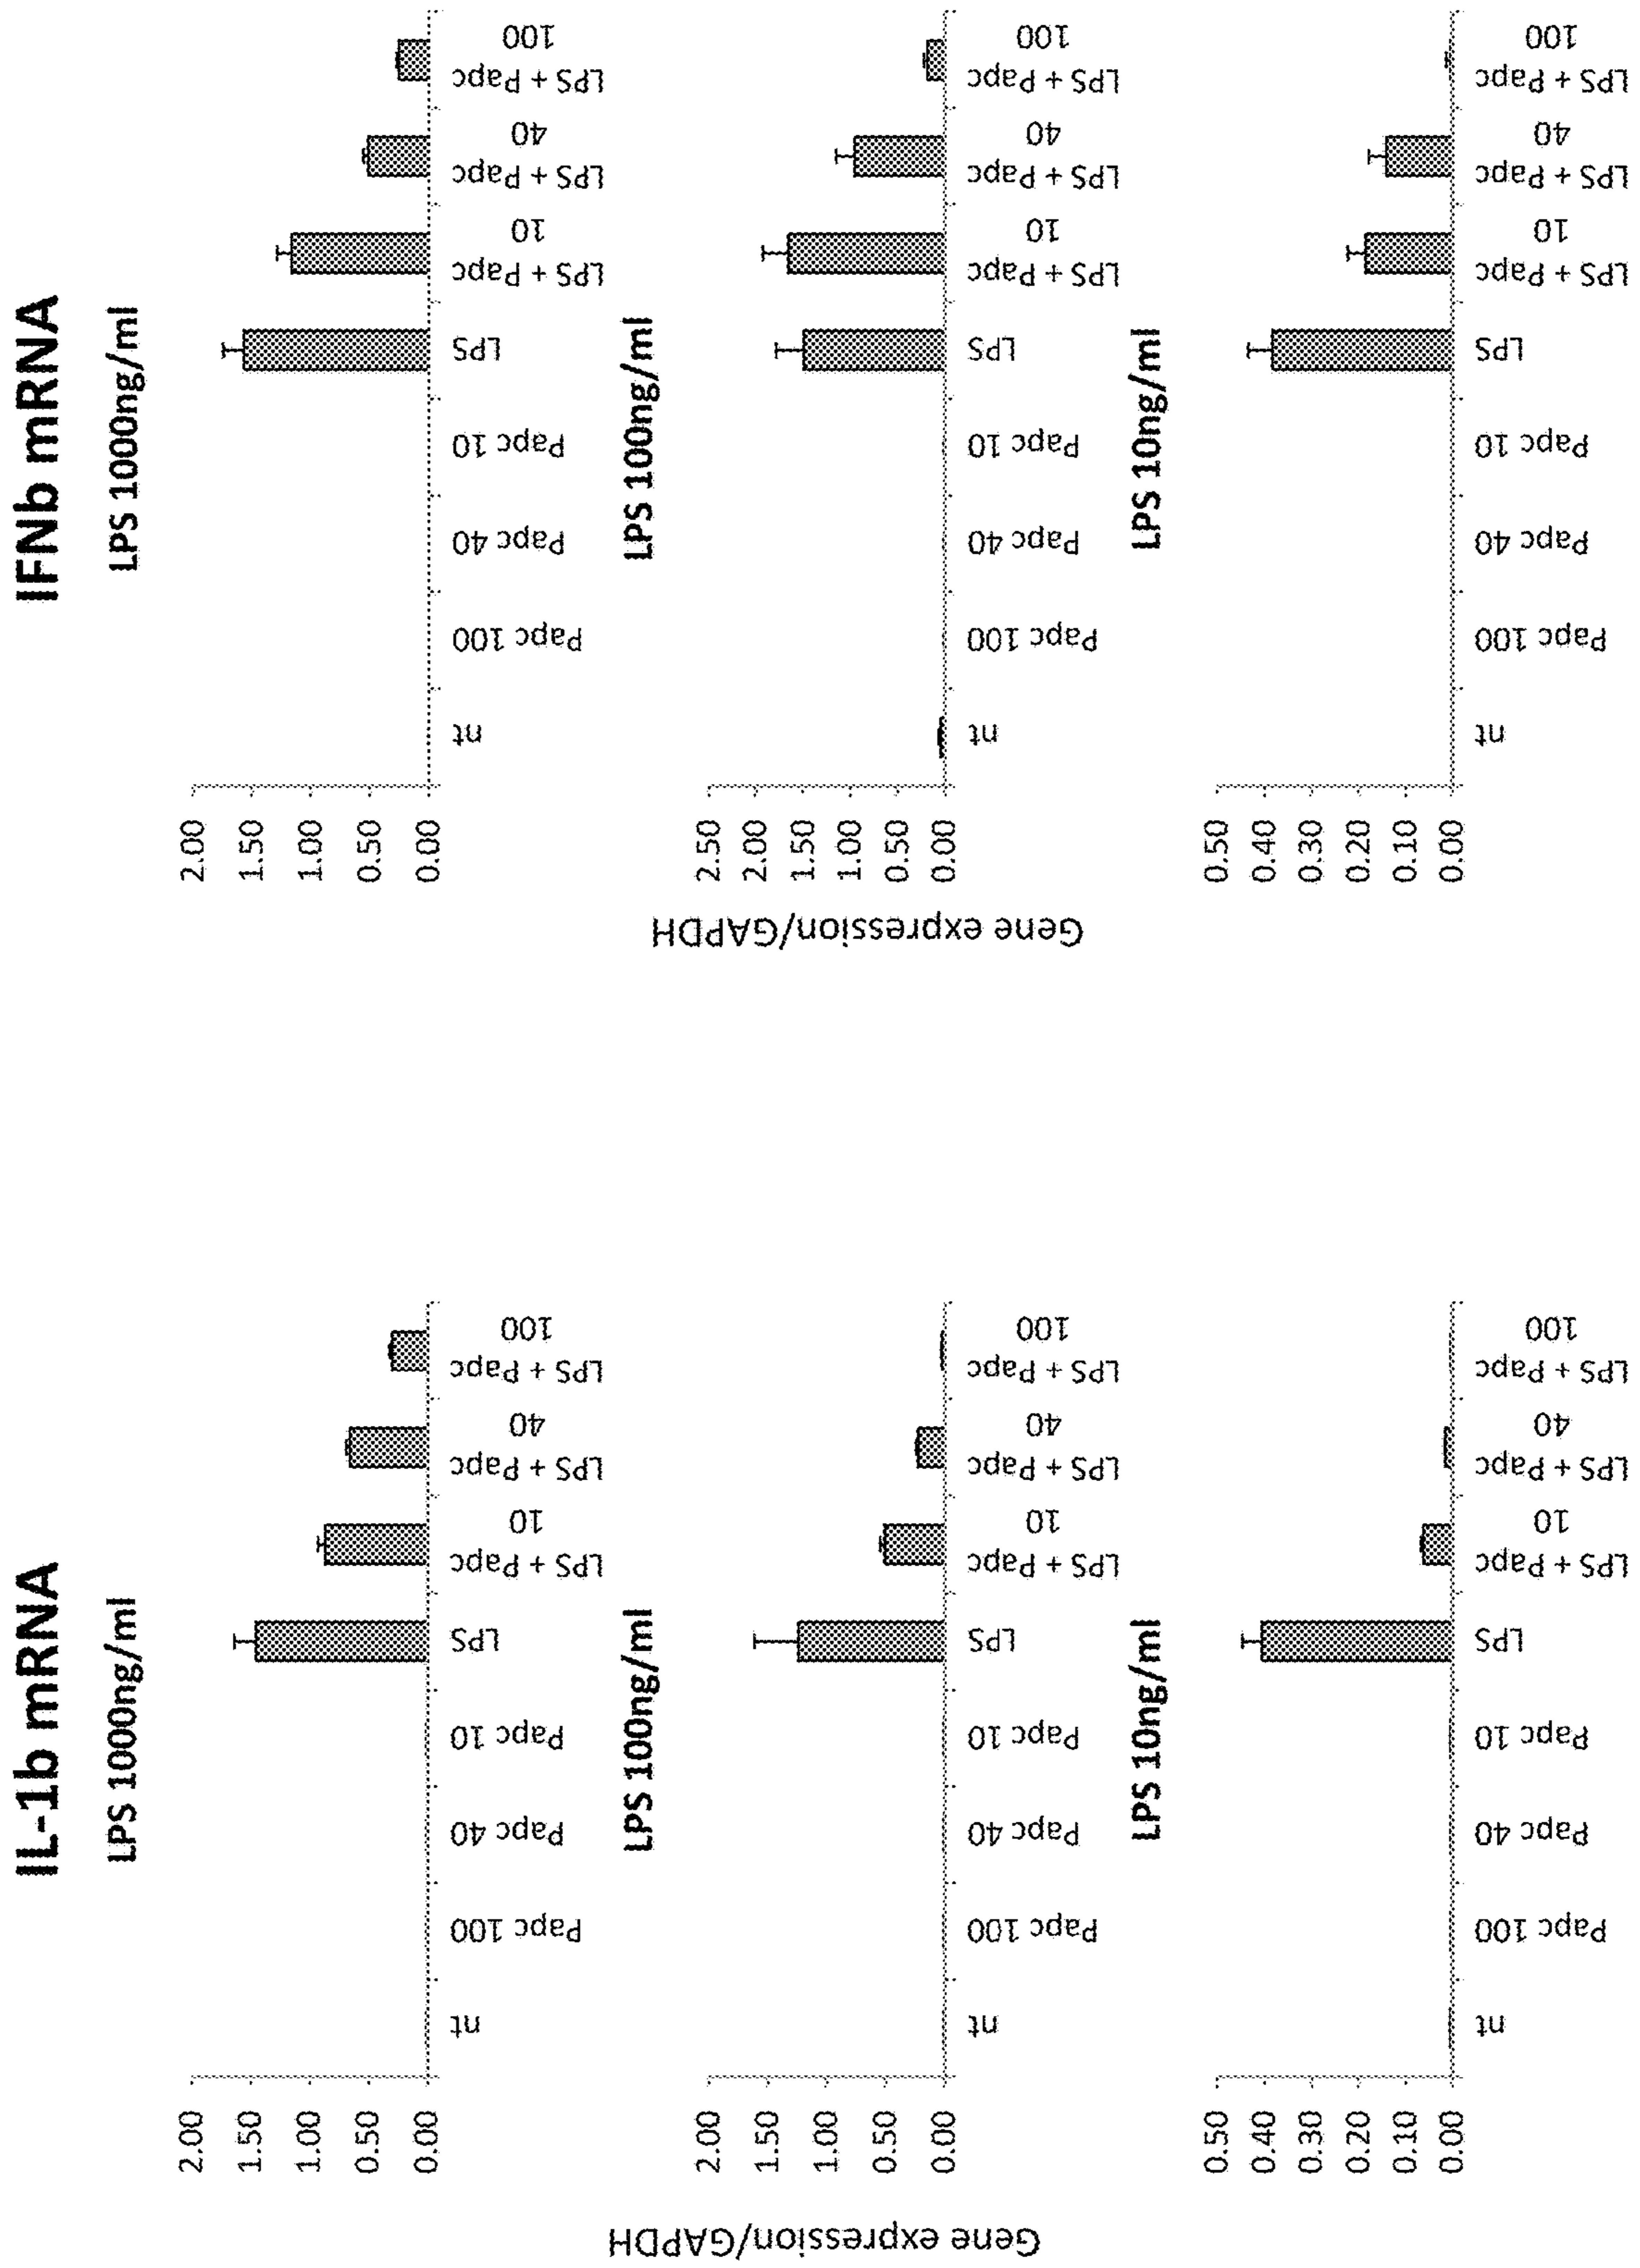 IL-1b mRNA
LPS 1000ng/ml
2.00
1.50
1.00
0.50
0.00
nt
Papc 100
Papc 40
Papc 10
LPS
LPS + Papc
10
LPS + Papc
40
LPS + Papc
100
Gene expression/GAPDH
LPS 100ng/ml
2.00
1.50
1.00
0.50
0.00
nt
Papc 100
Papc 40
Papc 10
LPS
LPS + Papc
10
LPS + Papc
40
LPS + Papc
100
LPS 10ng/ml
0.50
0.40
0.30
0.20
0.10
0.00
nt
Papc 100
Papc 40
Papc 10
LPS
LPS + Papc
10
LPS + Papc
40
LPS + Papc
100
IFNb mRNA
LPS 1000ng/ml
2.00
1.50
1.00
0.50
0.00
nt
Papc 100
Papc 40
Papc 10
LPS
LPS + Papc
10
LPS + Papc
40
LPS + Papc
100
Gene expression/GAPDH
LPS 100ng/ml
2.50
2.00
1.50
1.00
0.50
0.00
nt
Papc 100
Papc 40
Papc 10
LPS
LPS + Papc
10
LPS + Papc
40
LPS + Papc
100
LPS 10ng/ml
0.50
0.40
0.30
0.20
0.10
0.00
nt
Papc 100
Papc 40
Papc 10
LPS
LPS + Papc
10
LPS + Papc
40
LPS + Papc
100